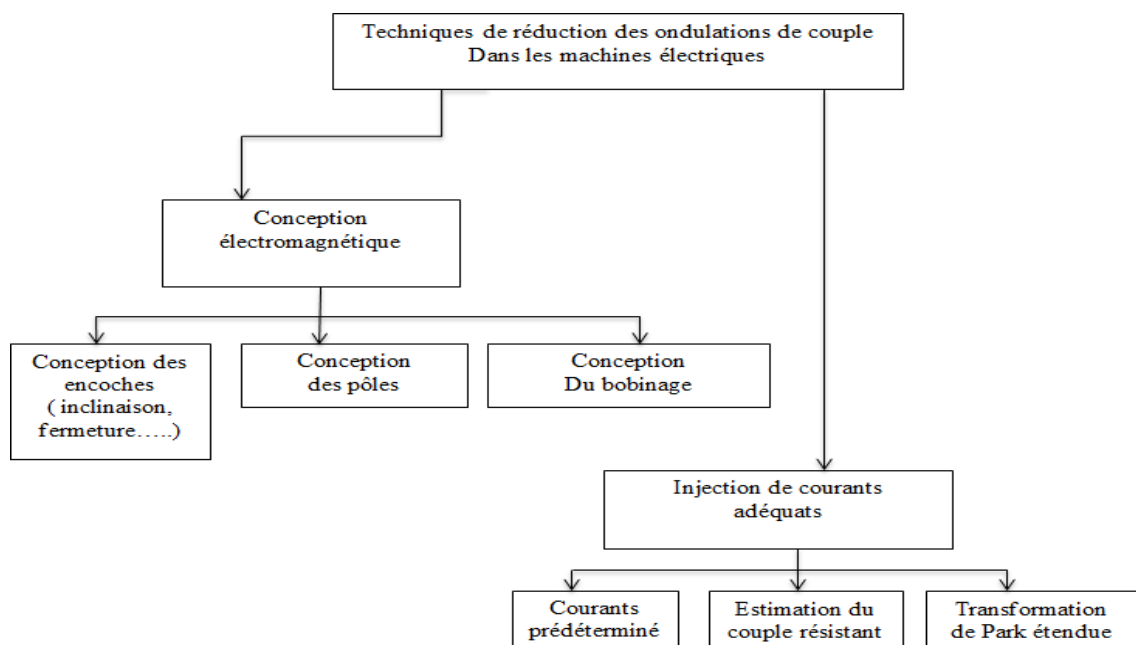 Techniques de réduction des ondulations de couple
Dans les machines électriques
Conception
électromagnétique
Conception des
encoches
( inclinaison,
fermeture…..)
Conception
des pôles
Conception
Du bobinage
Injection de courants
adéquats
Courants
prédéterminé
Estimation du
couple résistant
Transformation
de Park étendue